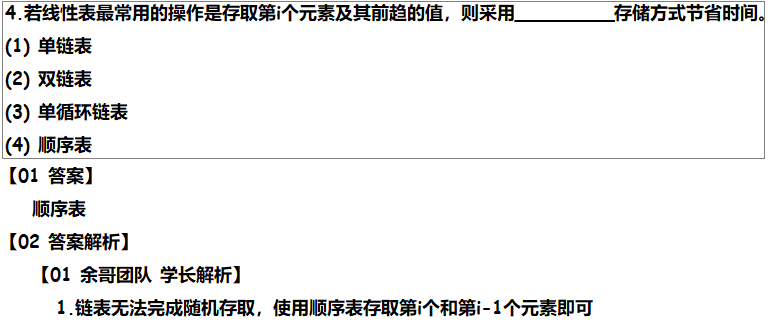 4.若线性表最常用的操作是存取第i个元素及其前趋的值，则采用__________存储方式节省时间。
(1) 单链表
(2) 双链表
(3) 单循环链表
(4) 顺序表
【01 答案】
顺序表
【02 答案解析】
【01 余哥团队 学长解析】
1.链表无法完成随机存取，使用顺序表存取第i个和第i-1个元素即可